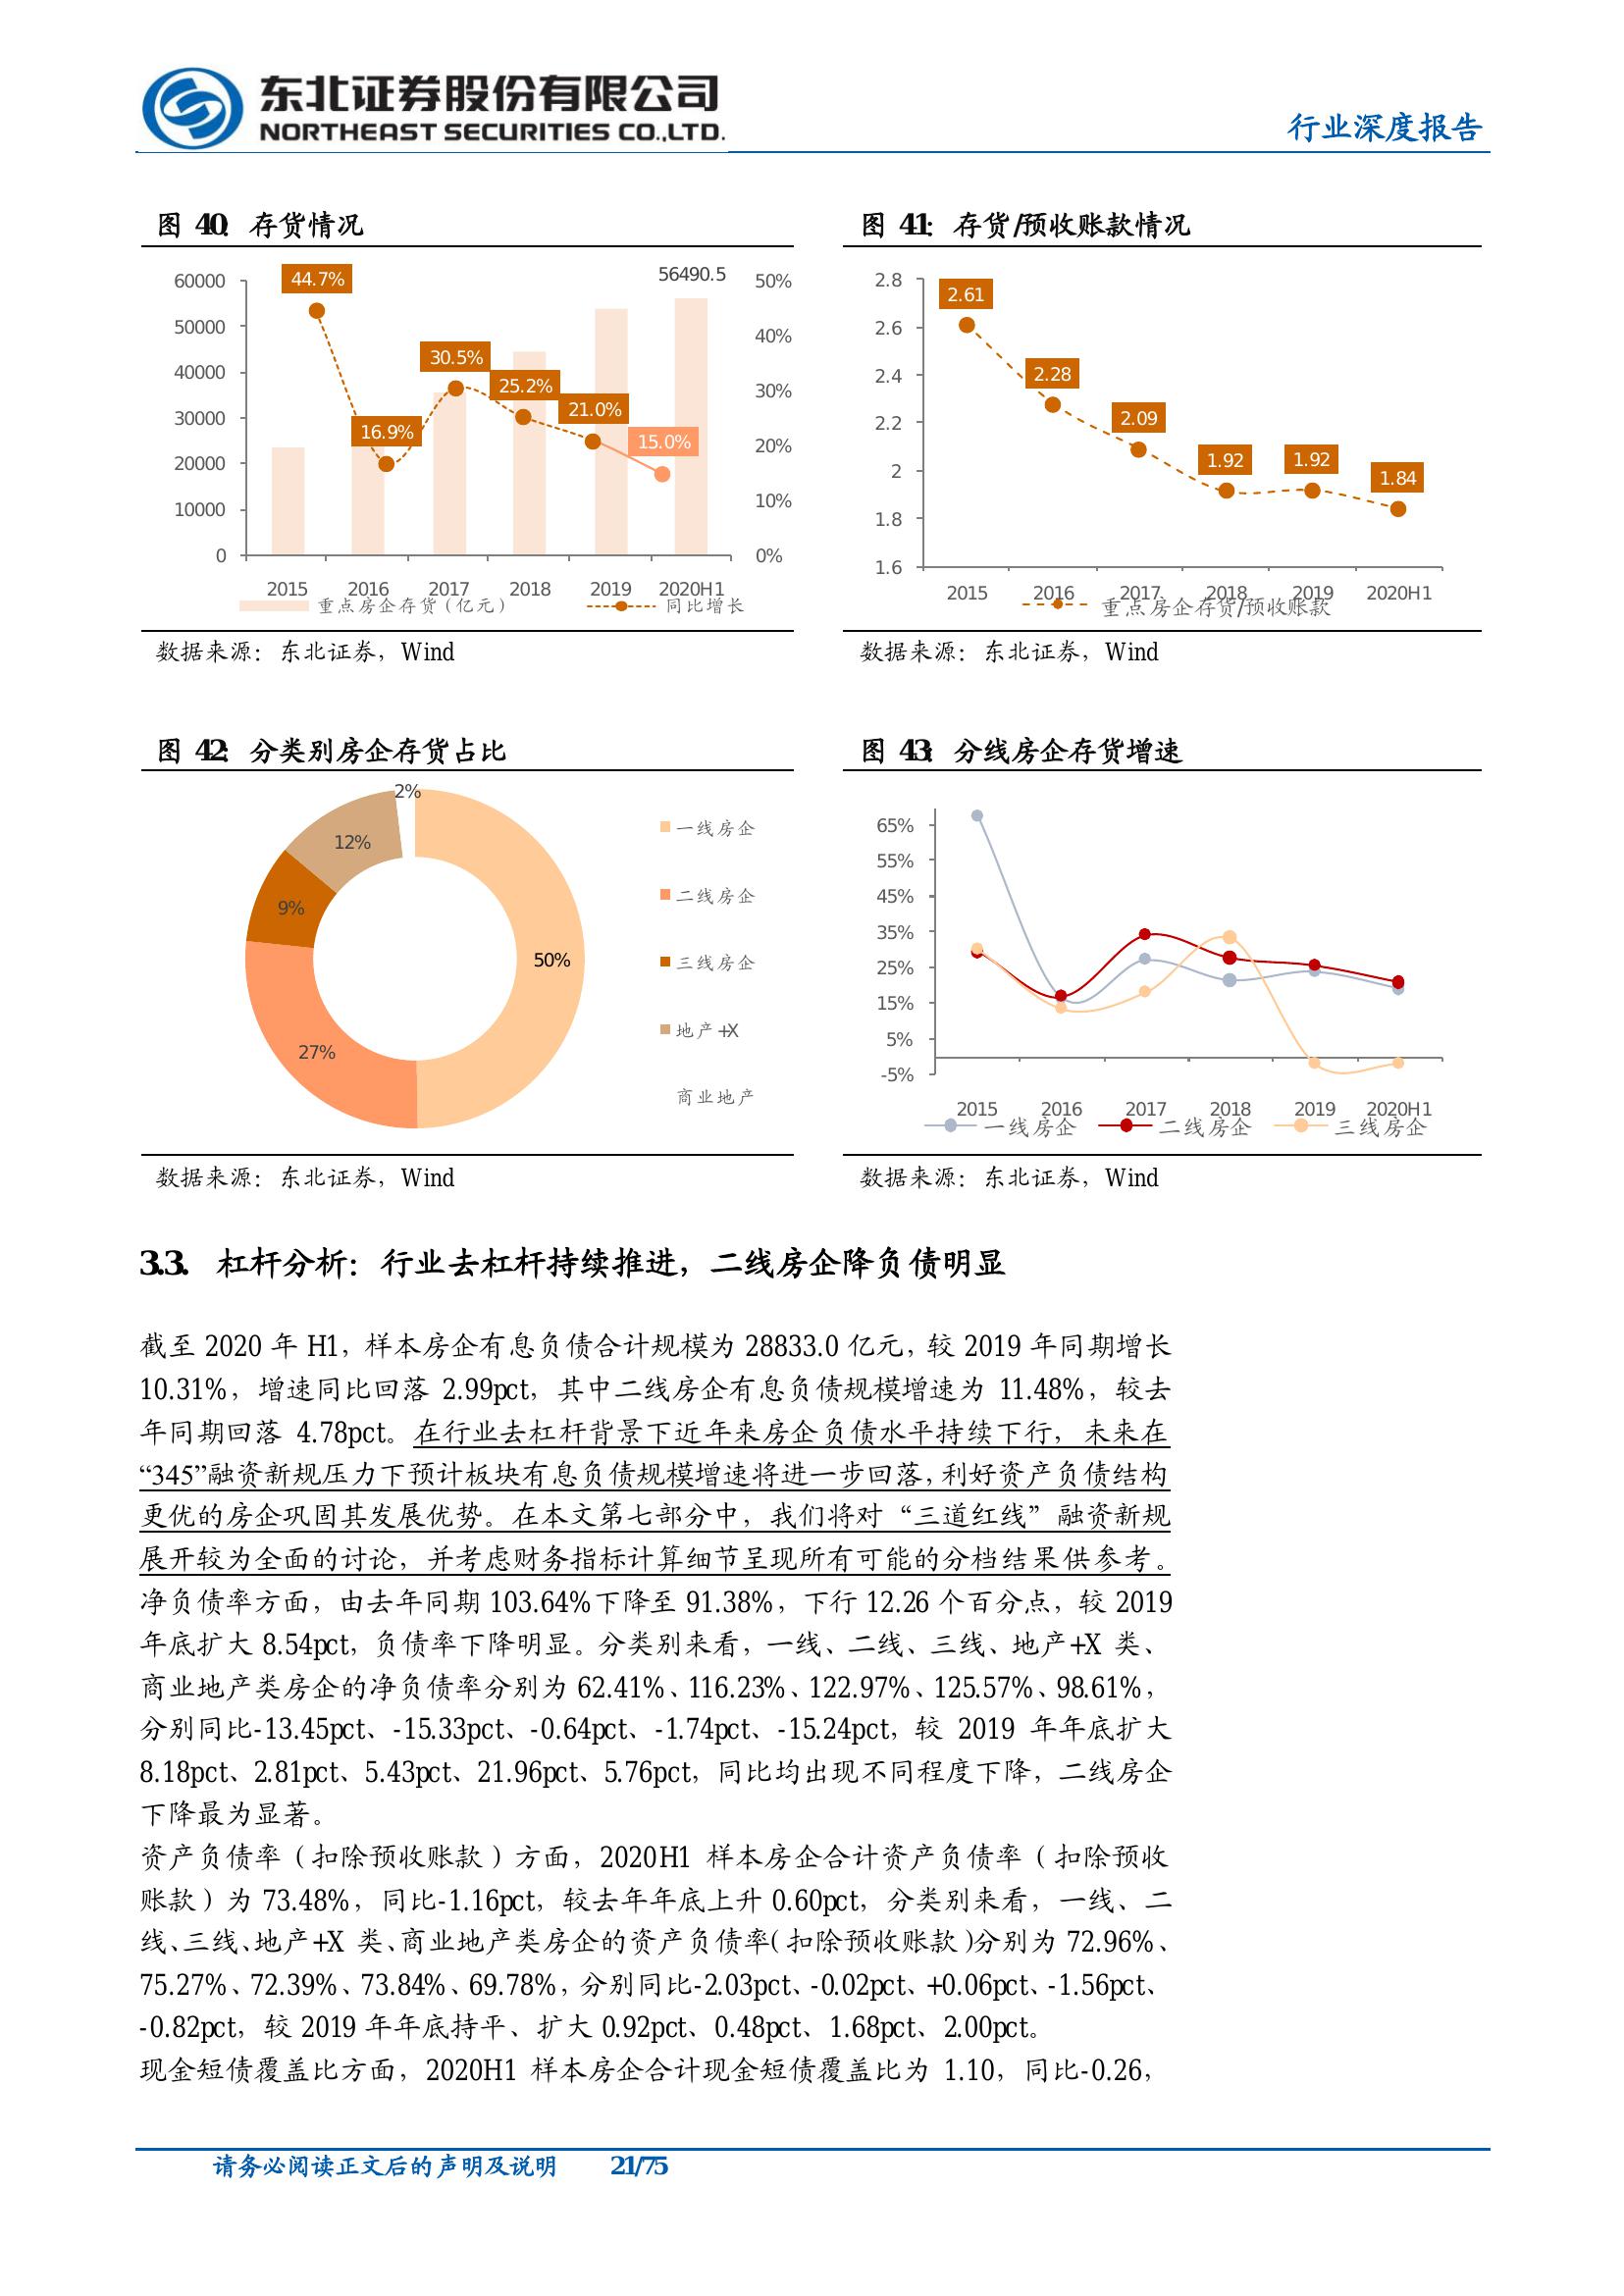 东北证券股份有限公司
NORTHEAST SECURITIES CO.,LTD.
行业深度报告
图 40：存货情况
60000
50000
40000
30000
20000
10000
0
44.7%
16.9%
30.5%
25.2%
21.0%
15.0%
56490.5
50%
40%
30%
20%
10%
0%
2015 2016 2017 2018 2019 2020H1
重点房企存货（亿元） 同比增长
数据来源：东北证券，Wind
图 41：存货/预收账款情况
2.8
2.6
2.4
2.2
2
1.8
1.6
2.61
2.28
2.09
1.92
1.92
1.84
2015 2016 2017 2018 2019 2020H1
重点房企存货/预收账款
数据来源：东北证券，Wind
图 42：分类别房企存货占比
2%
12%
9%
27%
50%
一线房企
二线房企
三线房企
地产+X
商业地产
数据来源：东北证券，Wind
图 43：分线房企存货增速
65%
55%
45%
35%
25%
15%
5%
-5%
2015 2016 2017 2018 2019 2020H1
一线房企 二线房企 三线房企
数据来源：东北证券，Wind
3.3. 杠杆分析：行业去杠杆持续推进，二线房企降负债明显
截至 2020 年 H1，样本房企有息负债合计规模为 28833.0 亿元，较 2019 年同期增长
10.31%，增速同比回落 2.99pct，其中二线房企有息负债规模增速为 11.48%，较去
年同期回落 4.78pct。在行业去杠杆背景下近年来房企负债水平持续下行，未来在
“345”融资新规压力下预计板块有息负债规模增速将进一步回落，利好资产负债结构
更优的房企巩固其发展优势。在本文第七部分中，我们将对“三道红线”融资新规
展开较为全面的讨论，并考虑财务指标计算细节呈现所有可能的分档结果供参考。
净负债率方面，由去年同期 103.64%下降至 91.38%，下行 12.26 个百分点，较 2019
年底扩大 8.54pct，负债率下降明显。分类别来看，一线、二线、三线、地产+X 类、
商业地产类房企的净负债率分别为 62.41%、116.23%、122.97%、125.57%、98.61%，
分别同比-13.45pct、-15.33pct、-0.64pct、-1.74pct、-15.24pct，较 2019 年年底扩大
8.18pct、2.81pct、5.43pct、21.96pct、5.76pct，同比均出现不同程度下降，二线房企
下降最为显著。
资产负债率（扣除预收账款）方面，2020H1 样本房企合计资产负债率（扣除预收
账款）为 73.48%，同比-1.16pct，较去年年底上升 0.60pct，分类别来看，一线、二
线、三线、地产+X 类、商业地产类房企的资产负债率（扣除预收账款）分别为 72.96%、
75.27%、72.39%、73.84%、69.78%，分别同比-2.03pct、-0.02pct、+0.06pct、-1.56pct、
-0.82pct，较 2019 年年底持平、扩大 0.92pct、0.48pct、1.68pct、2.00pct。
现金短债覆盖比方面，2020H1 样本房企合计现金短债覆盖比为 1.10，同比-0.26，
请务必阅读正文后的声明及说明 21/75